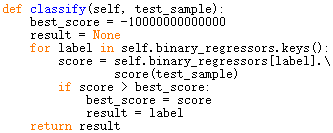 def classify(self, test_sample):
    best_score = -10000000000000
    result = None
    for label in self.binary_regressors.keys():
        score = self.binary_regressors[label].\
                score(test_sample)
        if score > best_score:
            best_score = score
            result = label
    return result